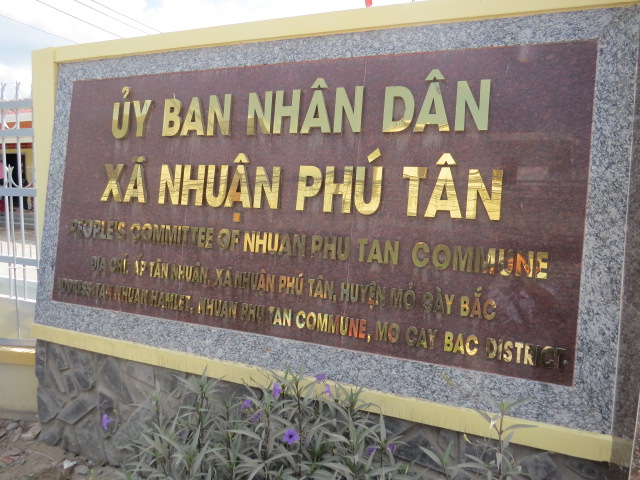 ỦY BAN NHÂN DÂN
XÃ NHUẬN PHÚ TÂN
PEOPLE'S COMMITTEE OF NHUAN PHU TAN COMMUNE
ĐỊA CHỈ, ẤP TÂN NHUẬN, XÃ NHUẬN PHÚ TÂN, HUYỆN MỎ CÀY BẮC
ADDRESS: TAN NHUAN HAMLET, NHUAN PHU TAN COMMUNE, MO CAY BAC DISTRICT